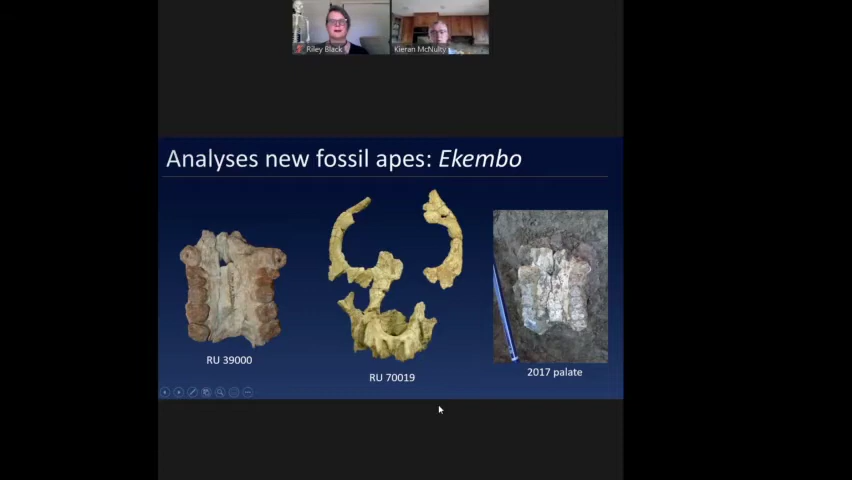 Riley Black
Kieran McNulty
Analyses new fossil apes: Ekembo
RU 39000
RU 70019
2017 palate